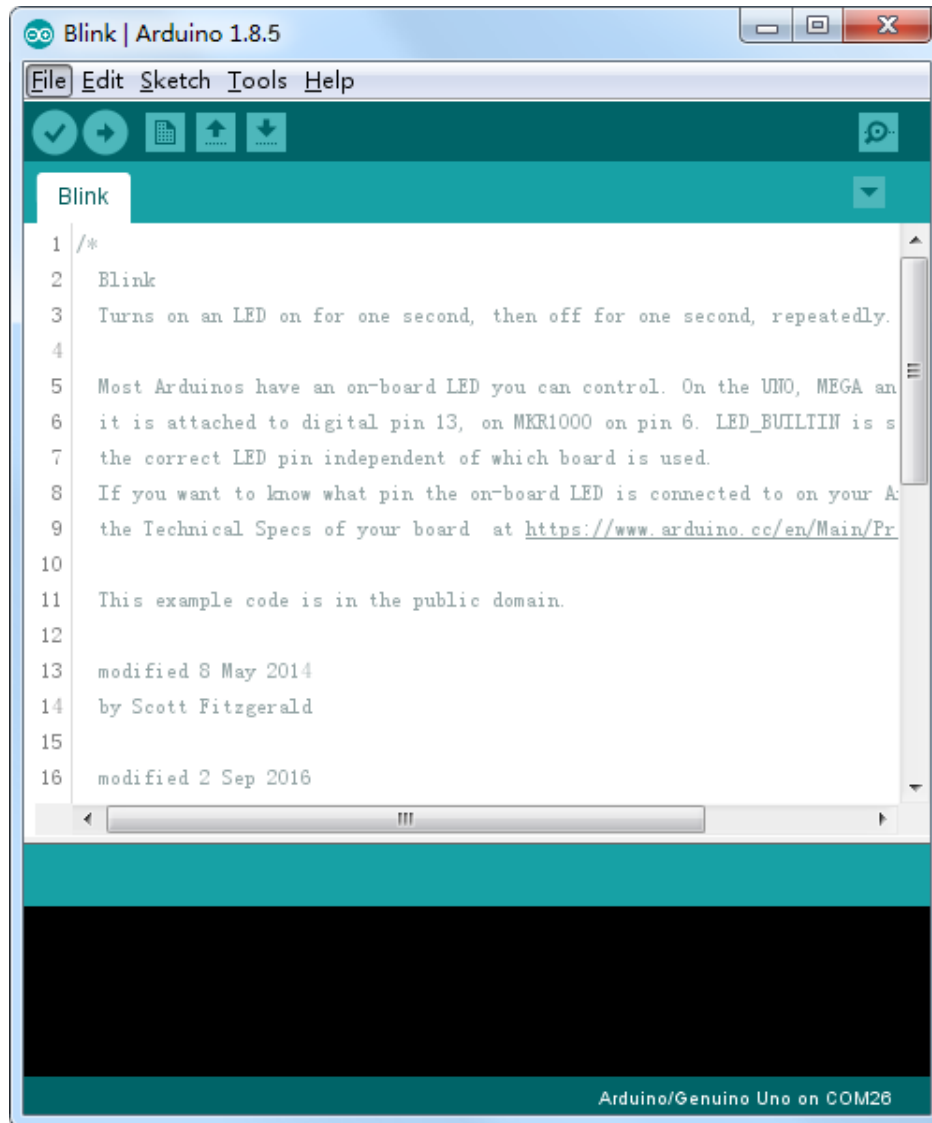 Blink | Arduino 1.8.5
File Edit Sketch Tools Help
Blink
1 /*
2 Blink
3 Turns on an LED on for one second, then off for one second, repeatedly.
4
5 Most Arduinos have an on-board LED you can control. On the UNO, MEGA an
6 it is attached to digital pin 13, on MKR1000 on pin 6. LED_BUILTIN is s
7 the correct LED pin independent of which board is used.
8 If you want to know what pin the on-board LED is connected to on your A
9 the Technical Specs of your board at https://www.arduino.cc/en/Main/Pr
10
11 This example code is in the public domain.
12
13 modified 8 May 2014
14 by Scott Fitzgerald
15
16 modified 2 Sep 2016
Arduino/Genuino Uno on COM26